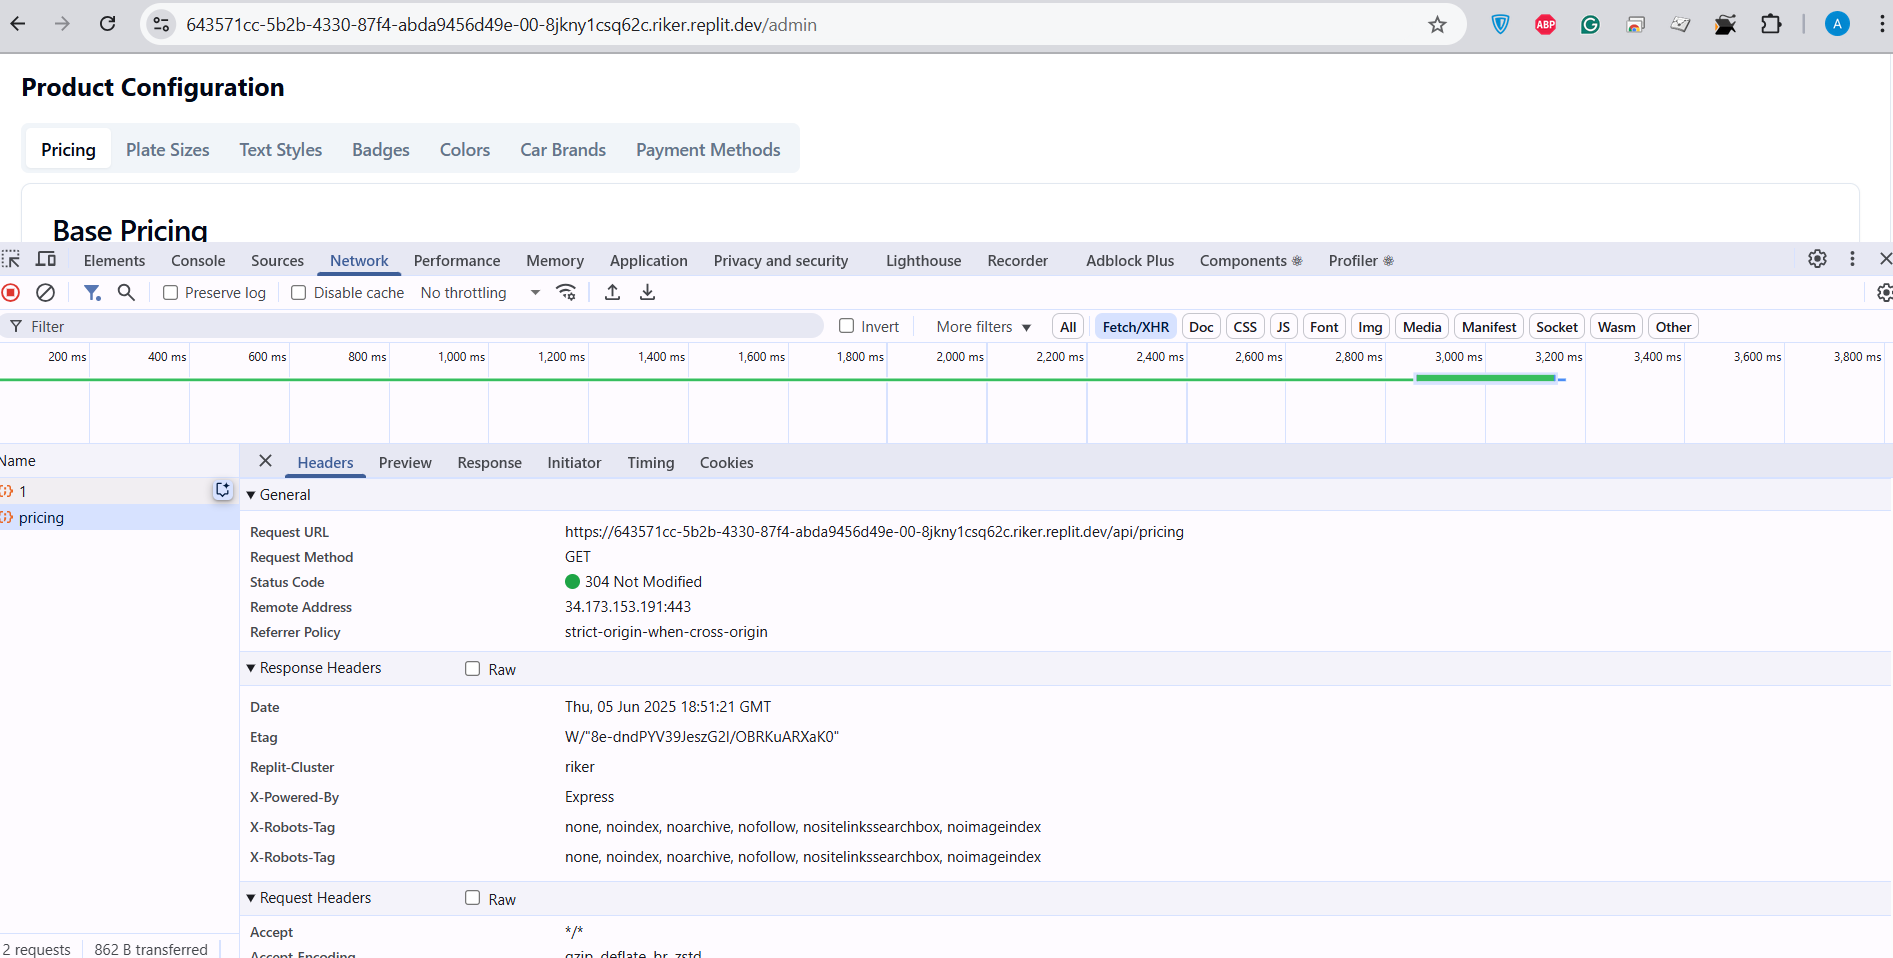 643571cc-5b2b-4330-87f4-abda9456d49e-00-8jkny1csq62c.riker.replit.dev/admin
ABP
A
Product Configuration
Pricing Plate Sizes Text Styles Badges Colors Car Brands Payment Methods
Base Pricing
Elements Console Sources Network Performance Memory Application Privacy and security Lighthouse Recorder Adblock Plus Components Profiler
Preserve log Disable cache No throttling
Filter Invert More filters All Fetch/XHR Doc CSS JS Font Img Media Manifest Socket Wasm Other
200 ms 400 ms 600 ms 800 ms 1,000 ms 1,200 ms 1,400 ms 1,600 ms 1,800 ms 2,000 ms 2,200 ms 2,400 ms 2,600 ms 2,800 ms 3,000 ms 3,200 ms 3,400 ms 3,600 ms 3,800 ms
Name
1
pricing
Headers Preview Response Initiator Timing Cookies
General
Request URL https://643571cc-5b2b-4330-87f4-abda9456d49e-00-8jkny1csq62c.riker.replit.dev/api/pricing
Request Method GET
Status Code 304 Not Modified
Remote Address 34.173.153.191:443
Referrer Policy strict-origin-when-cross-origin
Response Headers Raw
Date Thu, 05 Jun 2025 18:51:21 GMT
Etag W/"8e-dndPYV39JeszG2I/OBRKuARXaK0"
Replit-Cluster riker
X-Powered-By Express
X-Robots-Tag none, noindex, noarchive, nofollow, nositelinkssearchbox, noimageindex
X-Robots-Tag none, noindex, noarchive, nofollow, nositelinkssearchbox, noimageindex
Request Headers Raw
Accept */*
Accept-Encoding gzip, deflate, br, zstd
2 requests 862 B transferred